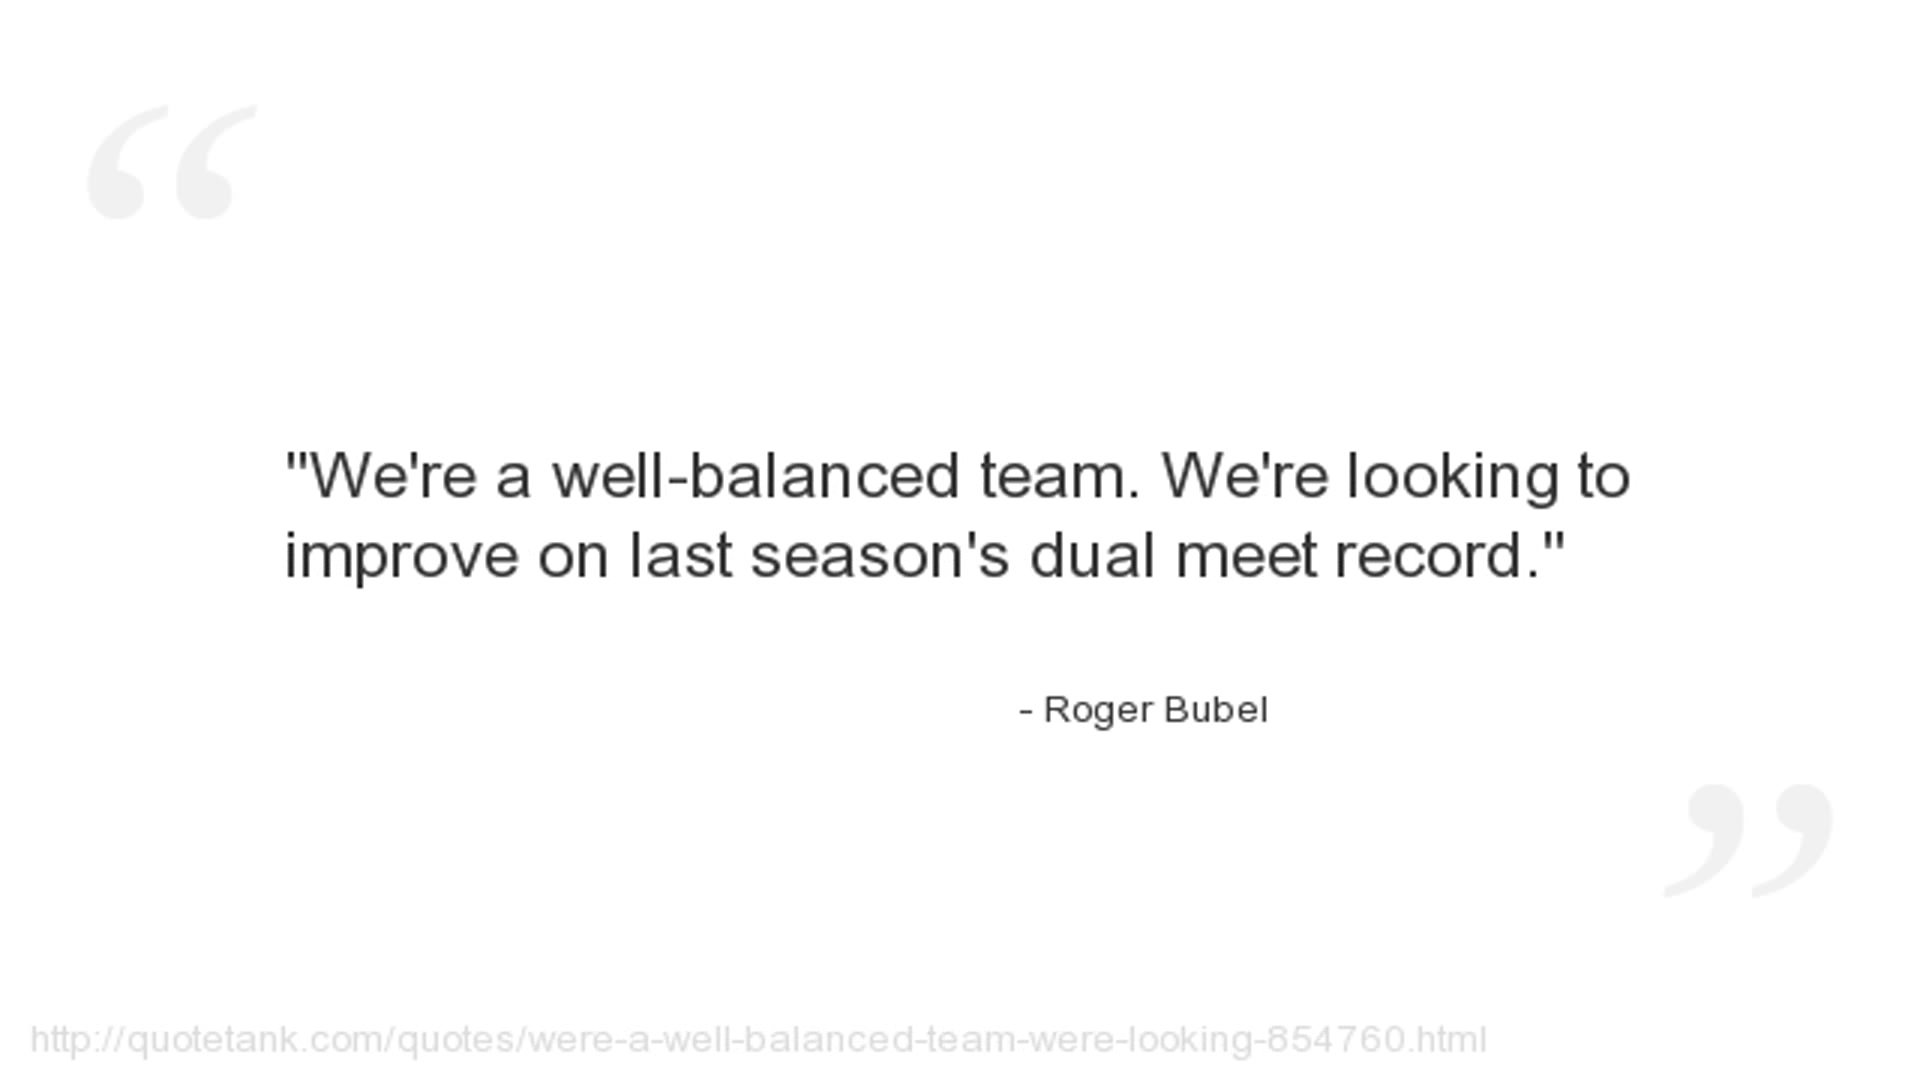 "We're a well-balanced team. We're looking to
improve on last season's dual meet record."
- Roger Bubel
http://quotetank.com/quotes/were-a-well-balanced-team-were-looking-854760.html